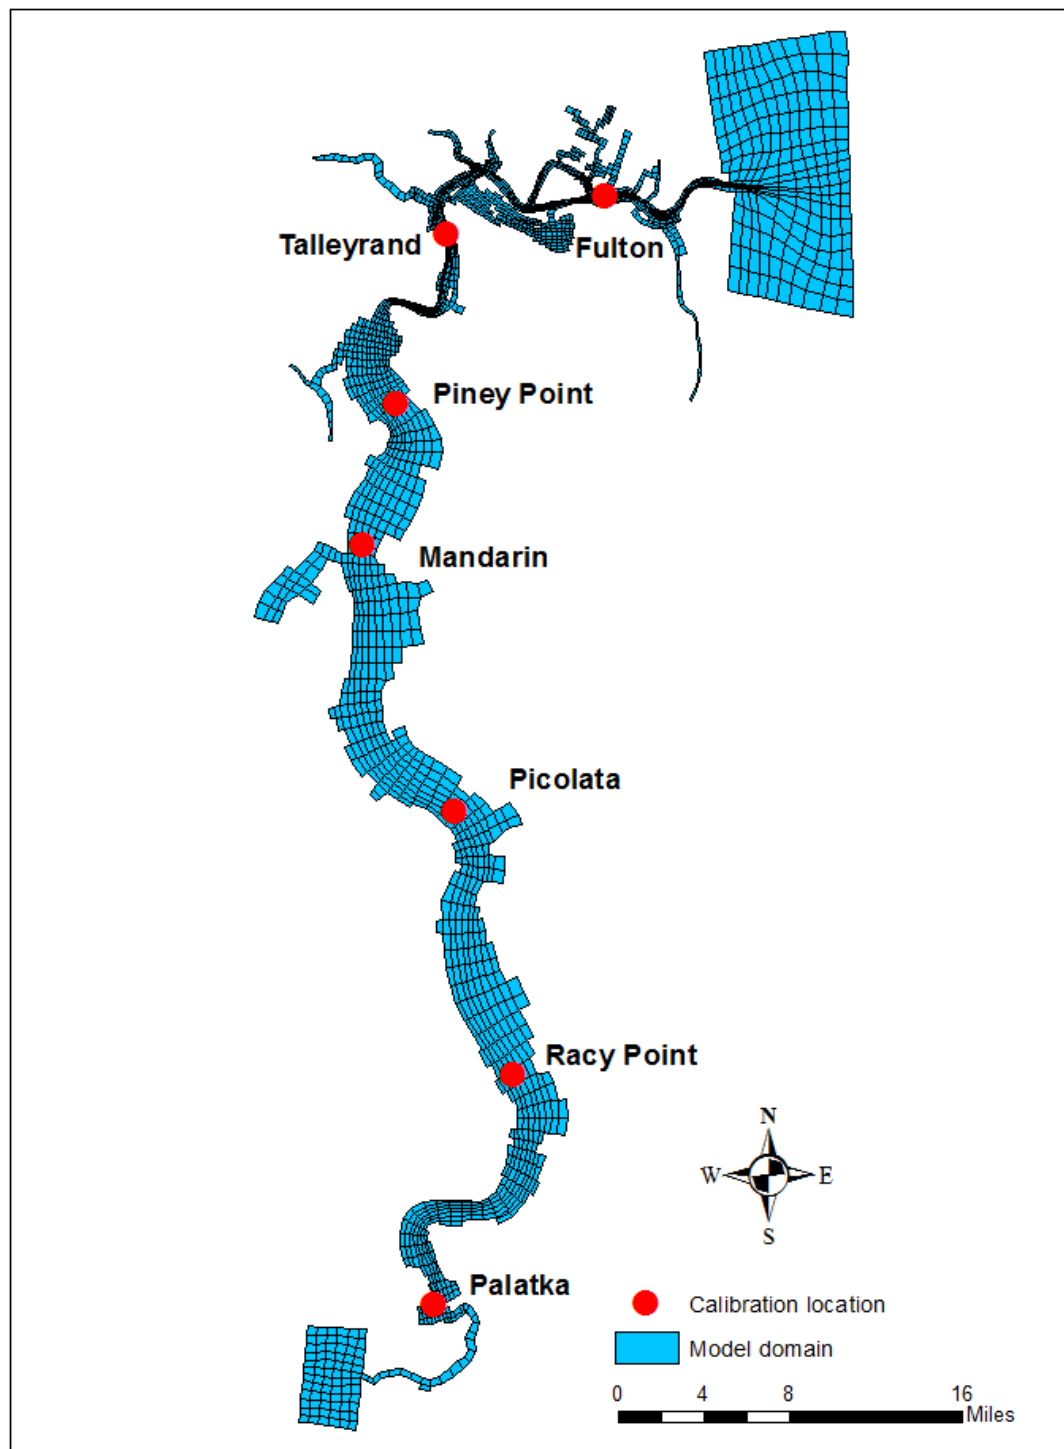 Talleyrand
Fulton
Piney Point
Mandarin
Picolata
Racy Point
N
W
E
S
Palatka
Calibration location
Model domain
0 4 8 16
Miles